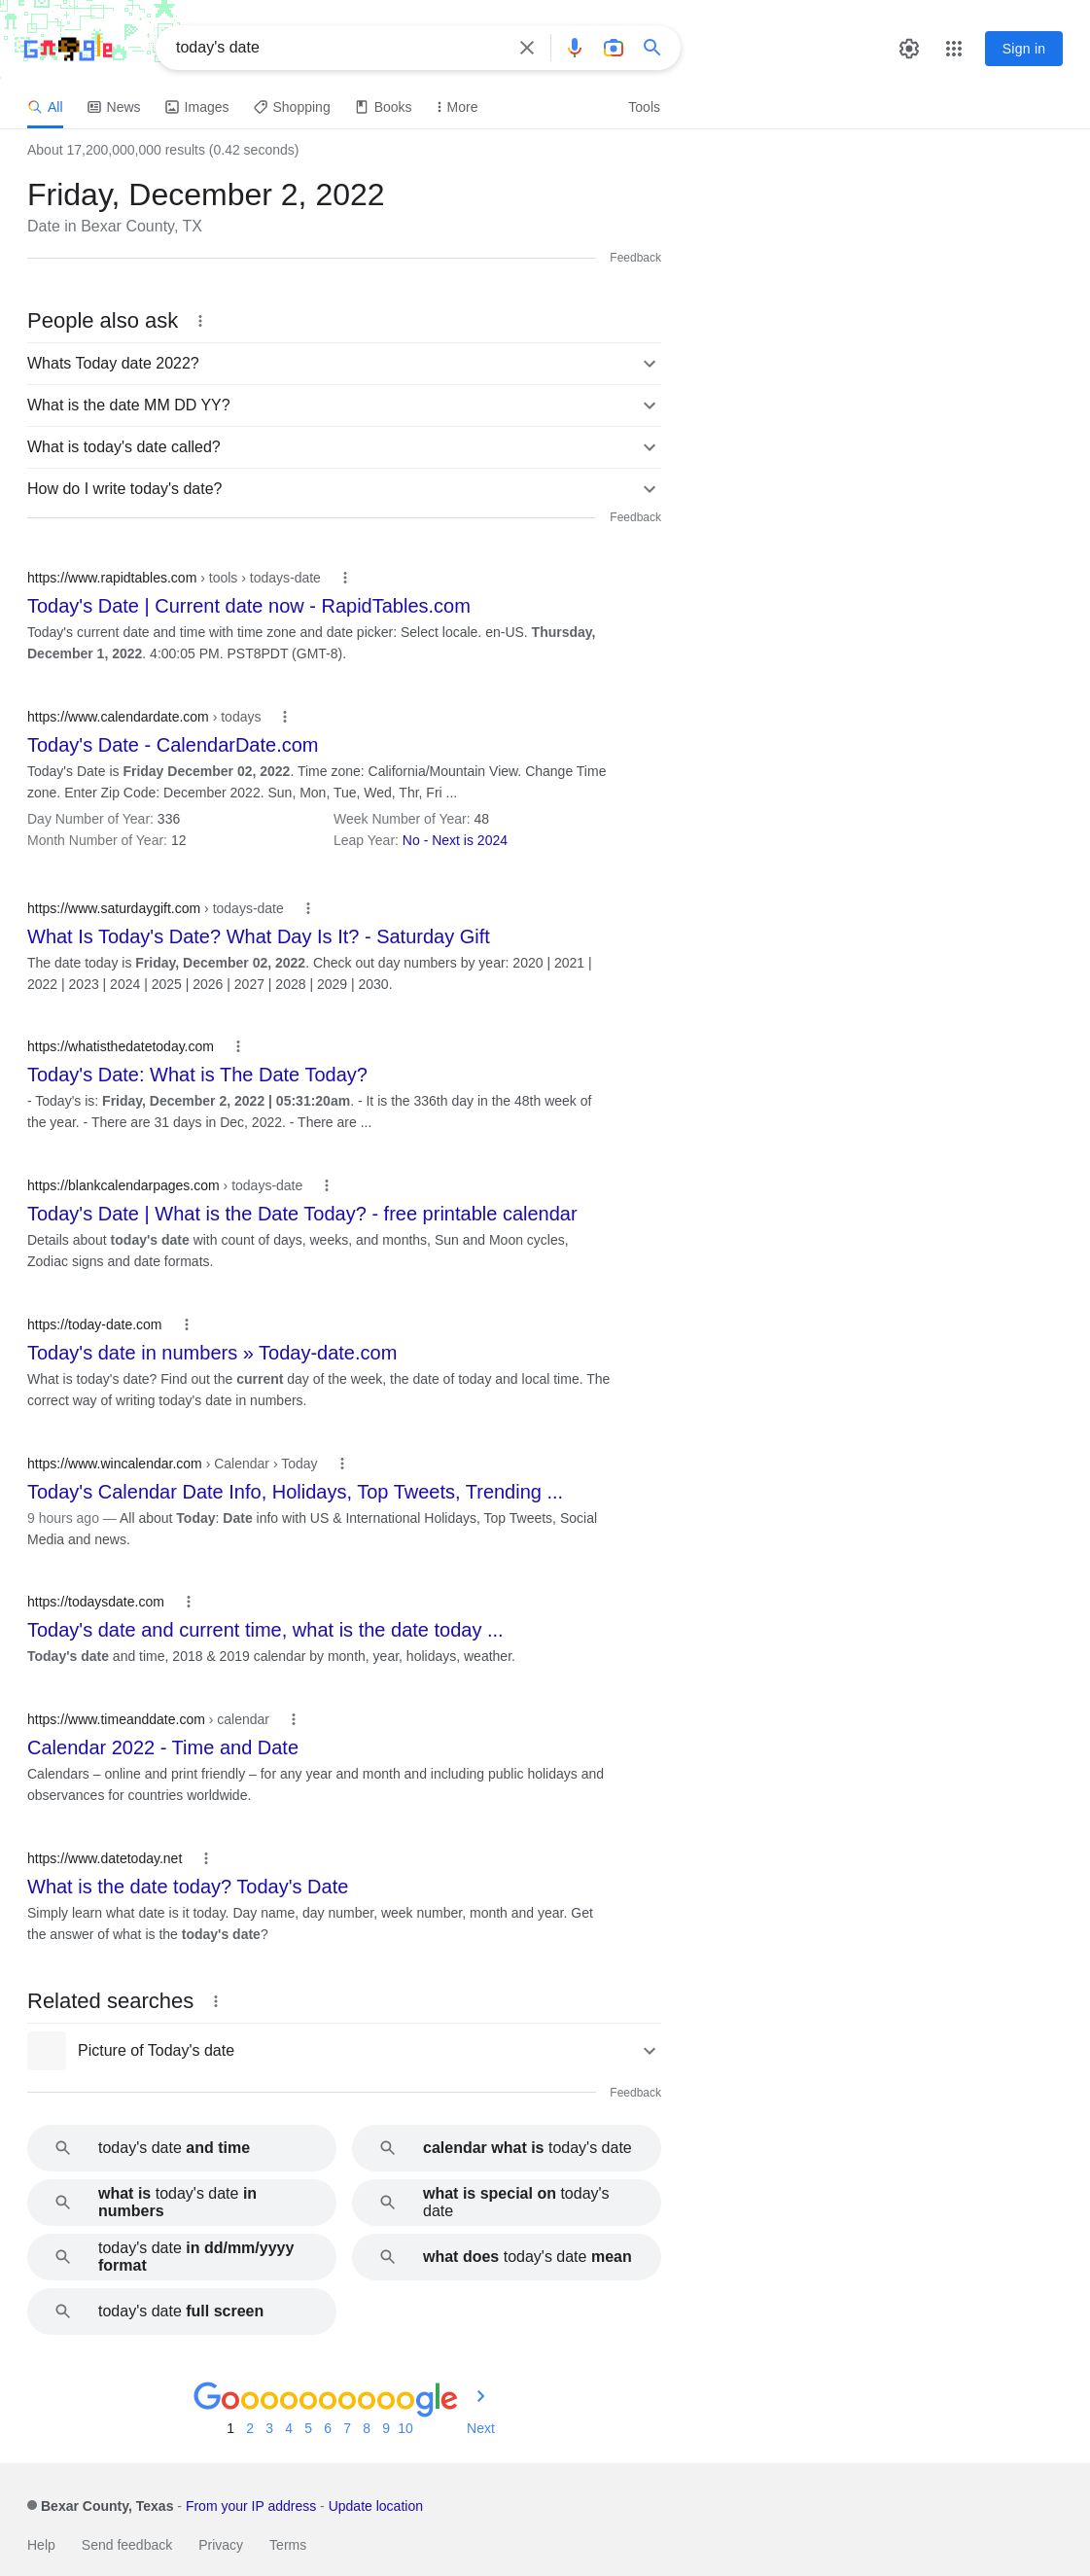 today's date
Sign in
All News Images Shopping Books More Tools
About 17,200,000,000 results (0.42 seconds)
Friday, December 2, 2022
Date in Bexar County, TX
Feedback
People also ask
Whats Today date 2022?
What is the date MM DD YY?
What is today's date called?
How do I write today's date?
Feedback
https://www.rapidtables.com › tools › todays-date
Today's Date | Current date now - RapidTables.com
Today's current date and time with time zone and date picker: Select locale. en-US. Thursday,
December 1, 2022. 4:00:05 PM. PST8PDT (GMT-8).
https://www.calendardate.com › todays
Today's Date - CalendarDate.com
Today's Date is Friday December 02, 2022. Time zone: California/Mountain View. Change Time
zone. Enter Zip Code: December 2022. Sun, Mon, Tue, Wed, Thr, Fri ...
Day Number of Year: 336 Week Number of Year: 48
Month Number of Year: 12 Leap Year: No - Next is 2024
https://www.saturdaygift.com › todays-date
What Is Today's Date? What Day Is It? - Saturday Gift
The date today is Friday, December 02, 2022. Check out day numbers by year: 2020 | 2021 |
2022 | 2023 | 2024 | 2025 | 2026 | 2027 | 2028 | 2029 | 2030.
https://whatisthedatetoday.com
Today's Date: What is The Date Today?
- Today's is: Friday, December 2, 2022 | 05:31:20am. - It is the 336th day in the 48th week of
the year. - There are 31 days in Dec, 2022. - There are ...
https://blankcalendarpages.com › todays-date
Today's Date | What is the Date Today? - free printable calendar
Details about today's date with count of days, weeks, and months, Sun and Moon cycles,
Zodiac signs and date formats.
https://today-date.com
Today's date in numbers » Today-date.com
What is today's date? Find out the current day of the week, the date of today and local time. The
correct way of writing today's date in numbers.
https://www.wincalendar.com › Calendar › Today
Today's Calendar Date Info, Holidays, Top Tweets, Trending ...
9 hours ago — All about Today: Date info with US & International Holidays, Top Tweets, Social
Media and news.
https://todaysdate.com
Today's date and current time, what is the date today ...
Today's date and time, 2018 & 2019 calendar by month, year, holidays, weather.
https://www.timeanddate.com › calendar
Calendar 2022 - Time and Date
Calendars – online and print friendly – for any year and month and including public holidays and
observances for countries worldwide.
https://www.datetoday.net
What is the date today? Today's Date
Simply learn what date is it today. Day name, day number, week number, month and year. Get
the answer of what is the today's date?
Related searches
Picture of Today's date
Feedback
today's date and time
calendar what is today's date
what is today's date in
numbers
what is special on today's
date
today's date in dd/mm/yyyy
format
what does today's date mean
today's date full screen
Goooooooooogle
1 2 3 4 5 6 7 8 9 10 Next
Bexar County, Texas - From your IP address - Update location
Help Send feedback Privacy Terms